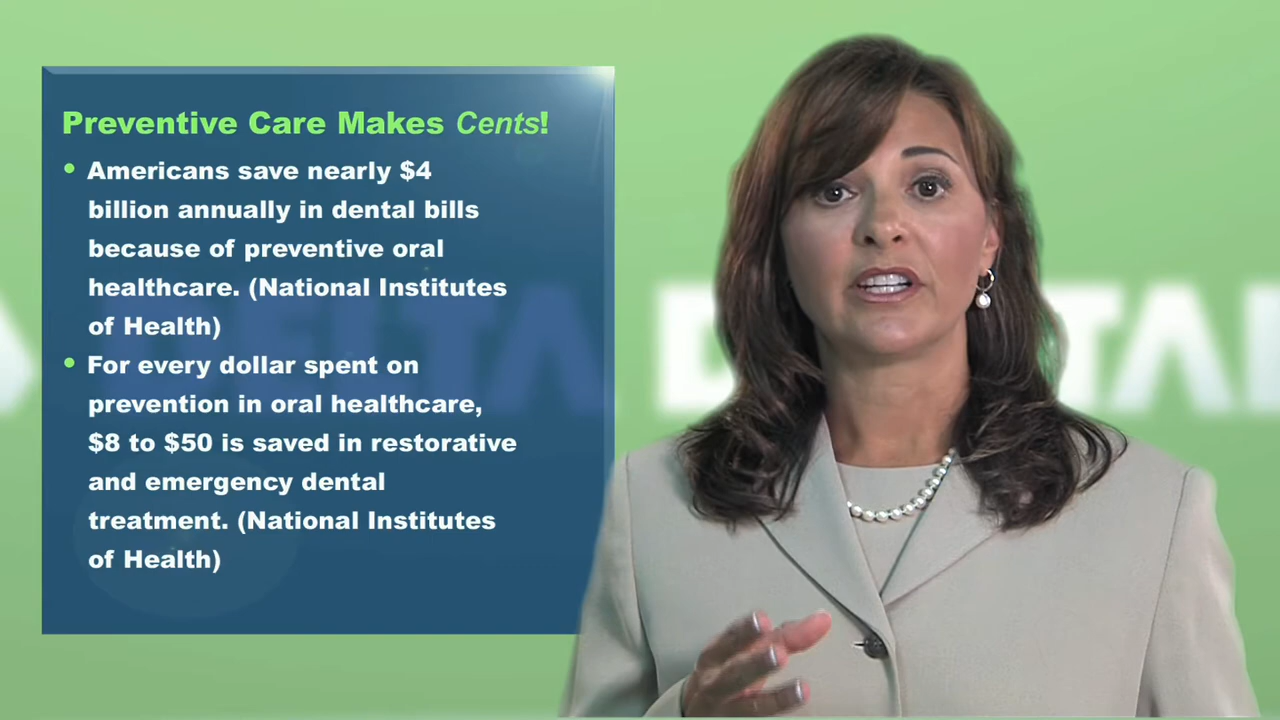 Preventive Care Makes Cents!
• Americans save nearly $4
billion annually in dental bills
because of preventive oral
healthcare. (National Institutes
of Health)
• For every dollar spent on
prevention in oral healthcare,
$8 to $50 is saved in restorative
and emergency dental
treatment. (National Institutes
of Health)
DELTA